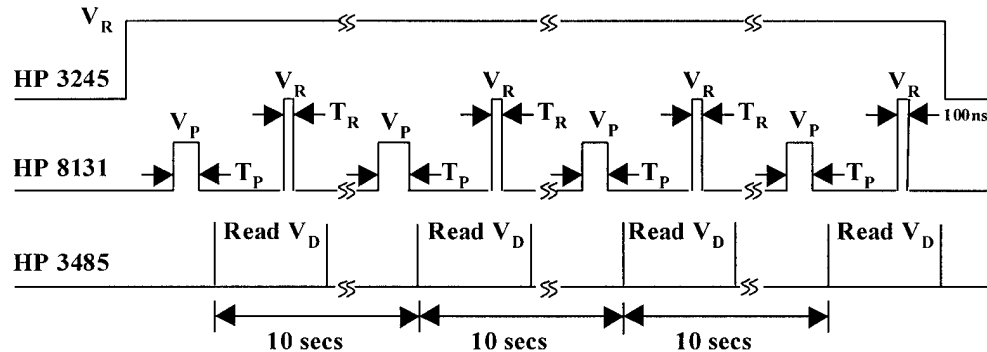 V_R
HP 3245
V_R V_R V_R V_R
V_P T_R V_P T_R V_P T_R V_P 100ns
HP 8131
T_P T_P T_P T_P
Read V_D Read V_D Read V_D Read V_D
HP 3485
10 secs 10 secs 10 secs